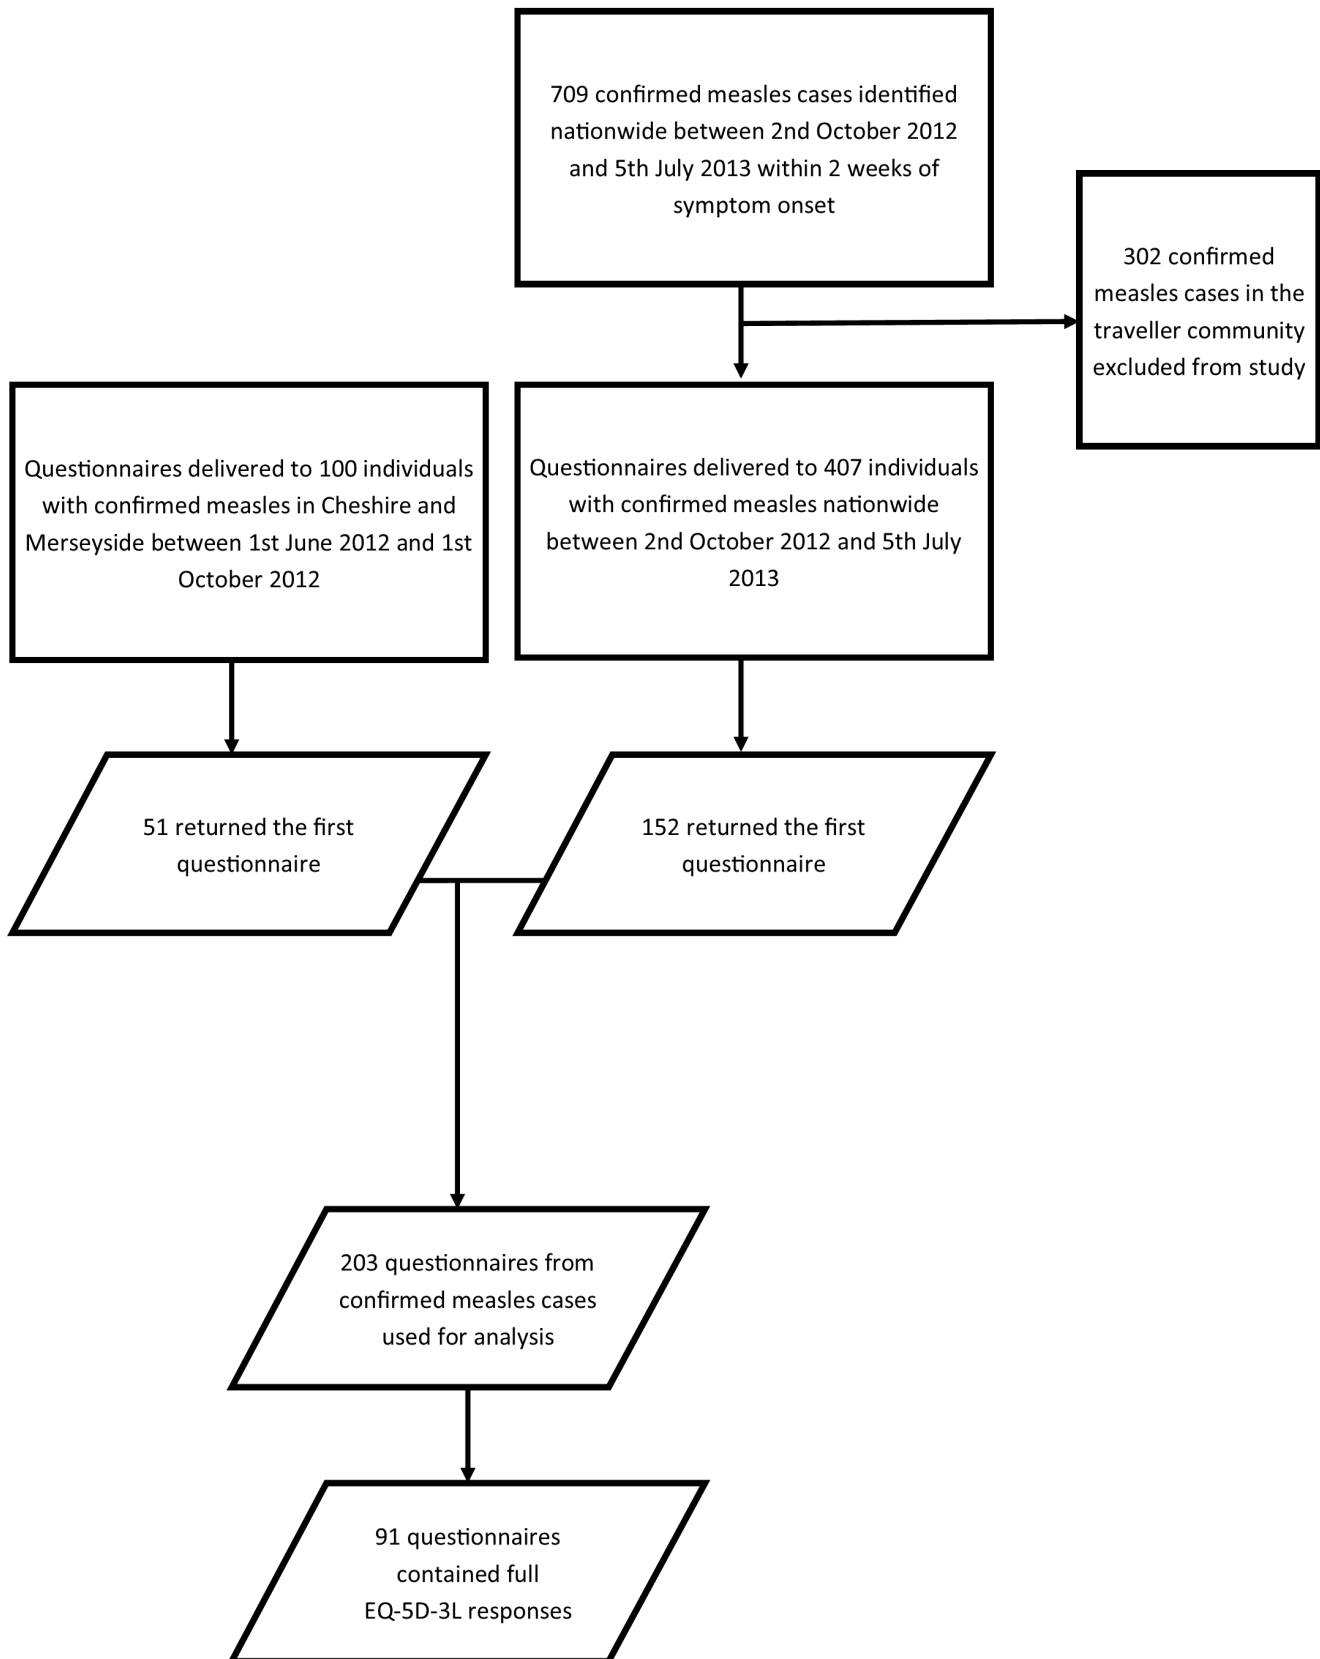 709 confirmed measles cases identified
nationwide between 2nd October 2012
and 5th July 2013 within 2 weeks of
symptom onset
302 confirmed
measles cases in the
traveller community
excluded from study
Questionnaires delivered to 100 individuals
with confirmed measles in Cheshire and
Merseyside between 1st June 2012 and 1st
October 2012
Questionnaires delivered to 407 individuals
with confirmed measles nationwide
between 2nd October 2012 and 5th July
2013
51 returned the first
questionnaire
152 returned the first
questionnaire
203 questionnaires from
confirmed measles cases
used for analysis
91 questionnaires
contained full
EQ-5D-3L responses